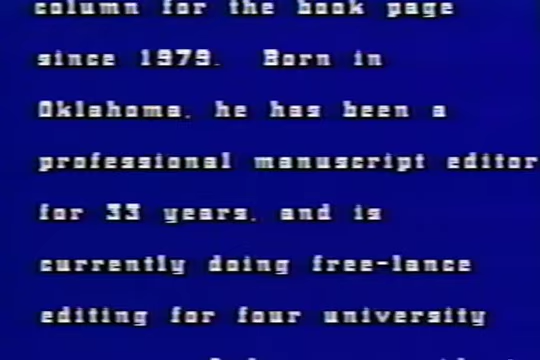 column for the book page
since 1979. Born in
Oklahoma, he has been a
professional manuscript editor
for 33 years, and is
currently doing free-lance
editing for four university